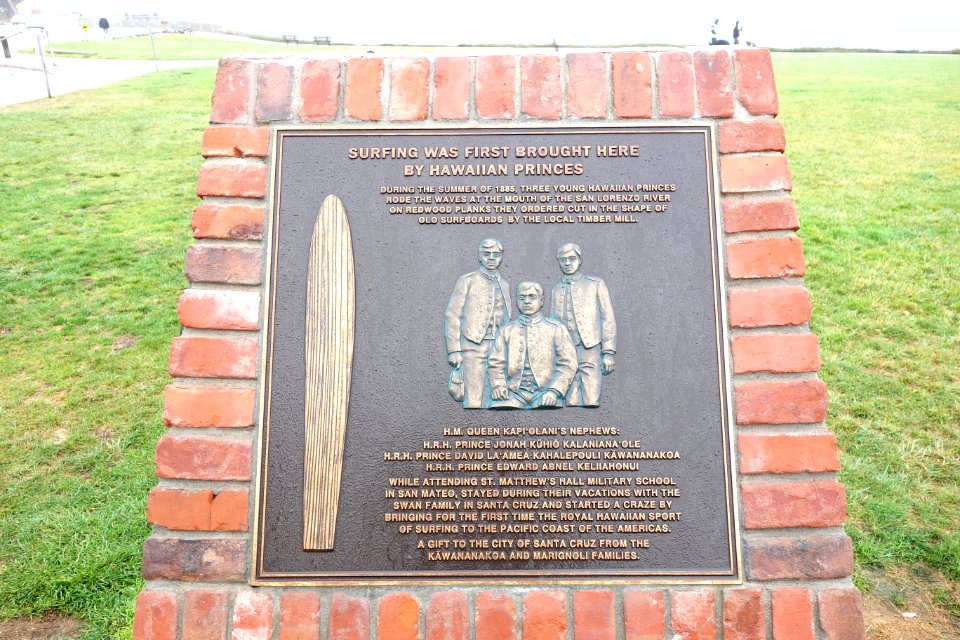 SURFING WAS FIRST BROUGHT HERE
BY HAWAIIAN PRINCES
DURING THE SUMMER OF 1885, THREE YOUNG HAWAIIAN PRINCES
RODE THE WAVES AT THE MOUTH OF THE SAN LORENZO RIVER
ON REDWOOD PLANKS THEY ORDERED CUT IN THE SHAPE OF
OLD SURFBOARDS BY THE LOCAL TIMBER MILL.
H.M. QUEEN KAPI'OLANI'S NEPHEWS:
H.R.H. PRINCE JONAH KŪHIŌ KALANIANA'OLE
H.R.H. PRINCE DAVID LA'AMEA KAHALEPOULI KĀWANANAKOA
H.R.H. PRINCE EDWARD ABNEL KELIIAHONUI
WHILE ATTENDING ST. MATTHEW'S HALL MILITARY SCHOOL
IN SAN MATEO, STAYED DURING THEIR VACATIONS WITH THE
SWAN FAMILY IN SANTA CRUZ AND STARTED A CRAZE BY
BRINGING FOR THE FIRST TIME THE ROYAL HAWAIIAN SPORT
OF SURFING TO THE PACIFIC COAST OF THE AMERICAS.
A GIFT TO THE CITY OF SANTA CRUZ FROM THE
KĀWANANAKOA AND MARIGNOLI FAMILIES.